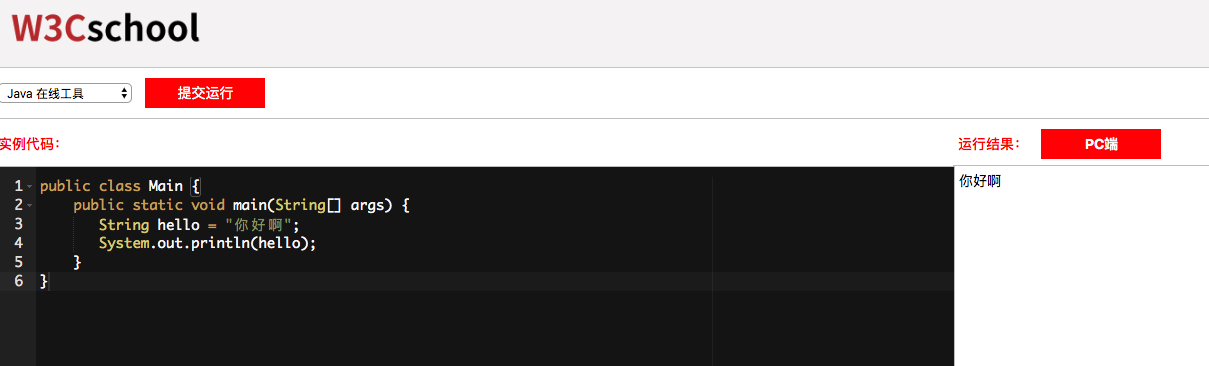 W3Cschool
Java 在线工具 提交运行
实例代码： 运行结果： PC端
1 public class Main {
2     public static void main(String[] args) {
3        String hello = "你好啊";
4        System.out.println(hello);
5     }
6 }
你好啊